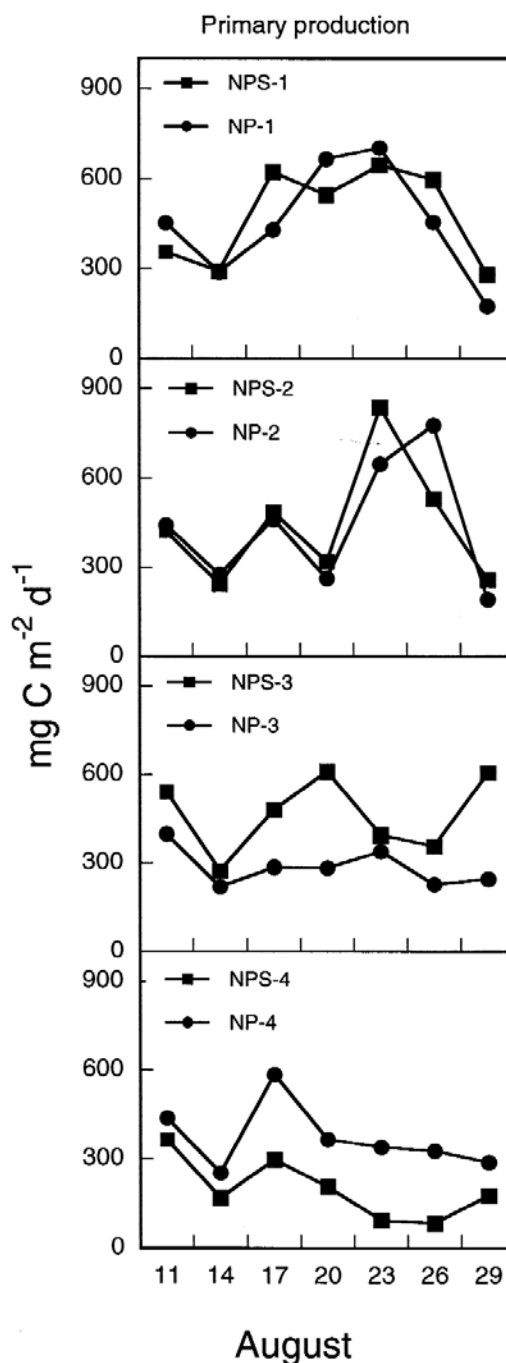 Primary production
900
NPS-1
NP-1
600
300
0
900
NPS-2
NP-2
600
300
0
900
NPS-3
NP-3
600
300
0
900
NPS-4
NP-4
600
300
0
mg C m⁻² d⁻¹
11 14 17 20 23 26 29
August